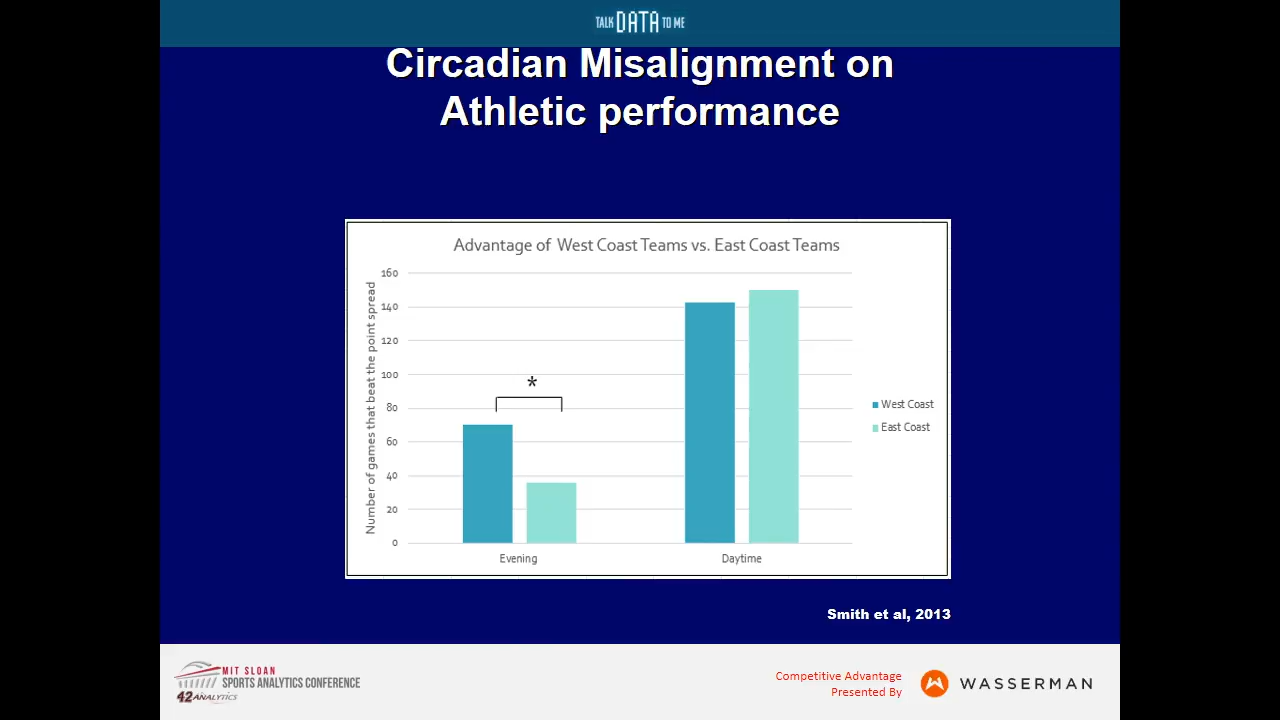 TALK DATA TO ME
Circadian Misalignment on
Athletic performance
Advantage of West Coast Teams vs. East Coast Teams
Number of games that beat the point spread
160
140
120
100
80
60
40
20
0
*
Evening
Daytime
West Coast
East Coast
Smith et al, 2013
MIT SLOAN
SPORTS ANALYTICS CONFERENCE
42 ANALYTICS
Competitive Advantage
Presented By
WASSERMAN